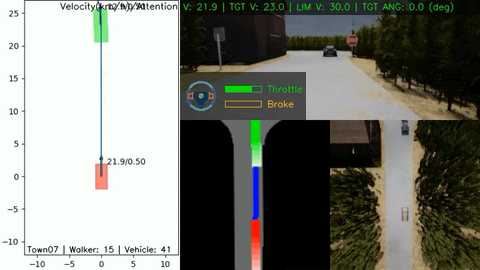 Velocity(km/h)/Attention
V: 21.9 | TGT V: 23.0 | LIM V: 30.0 | TGT ANG: 0.0 (deg)
25
20
15
10
5
0
−5
−10
21.9/0.50
Throttle
Brake
Town07 | Walker: 15 | Vehicle: 41
−10
−5
0
5
10